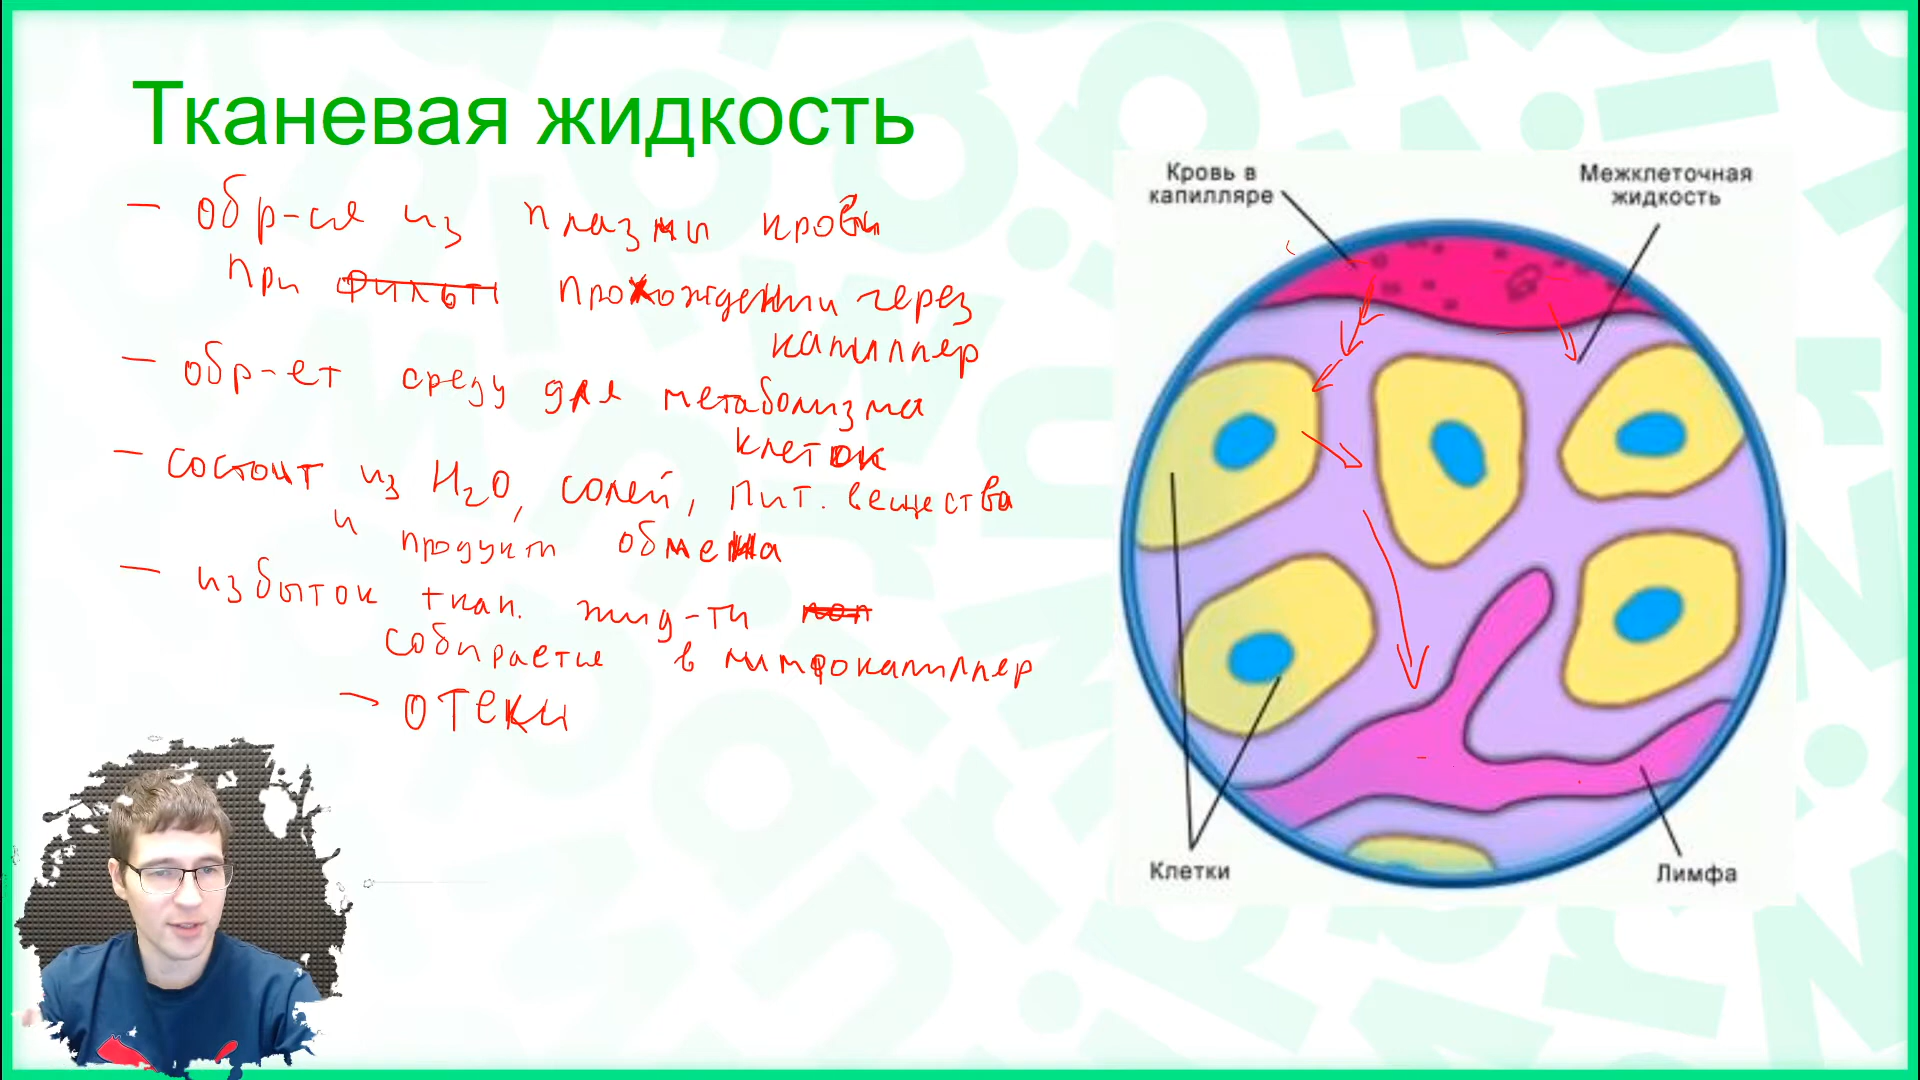 Тканевая жидкость
– обр-ся из плазмы крови
при фильт прохождении через
капилляр
– обр-ет среду для метаболизма
клеток
– состоит из H₂O, солей, пит. вещества
и продукты обмена
– избыток ткан. жид-ти
собирается в лимфокапилляр
– отеки
Кровь в
капилляре
Межклеточная
жидкость
Клетки
Лимфа